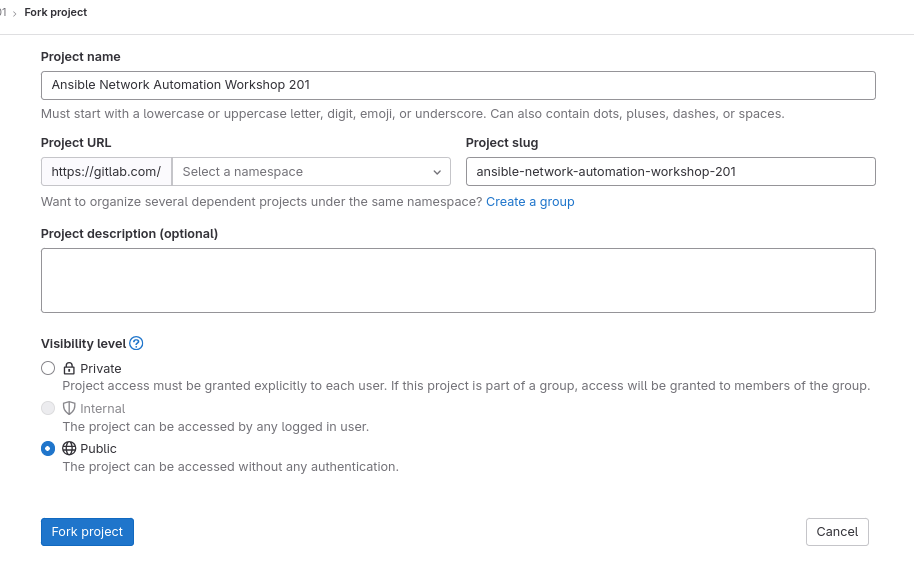 01 › Fork project
Project name
Ansible Network Automation Workshop 201
Must start with a lowercase or uppercase letter, digit, emoji, or underscore. Can also contain dots, pluses, dashes, or spaces.
Project URL
https://gitlab.com/ Select a namespace
Project slug
ansible-network-automation-workshop-201
Want to organize several dependent projects under the same namespace? Create a group
Project description (optional)
Visibility level ?
Private
Project access must be granted explicitly to each user. If this project is part of a group, access will be granted to members of the group.
Internal
The project can be accessed by any logged in user.
Public
The project can be accessed without any authentication.
Fork project Cancel